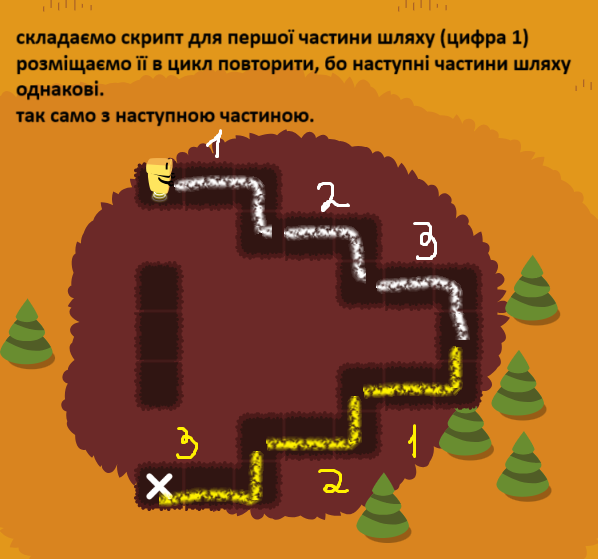 складаємо скрипт для першої частини шляху (цифра 1)
розміщаємо її в цикл повторити, бо наступні частини шляху
однакові.
так само з наступною частиною.
1
2
3
3
1
2